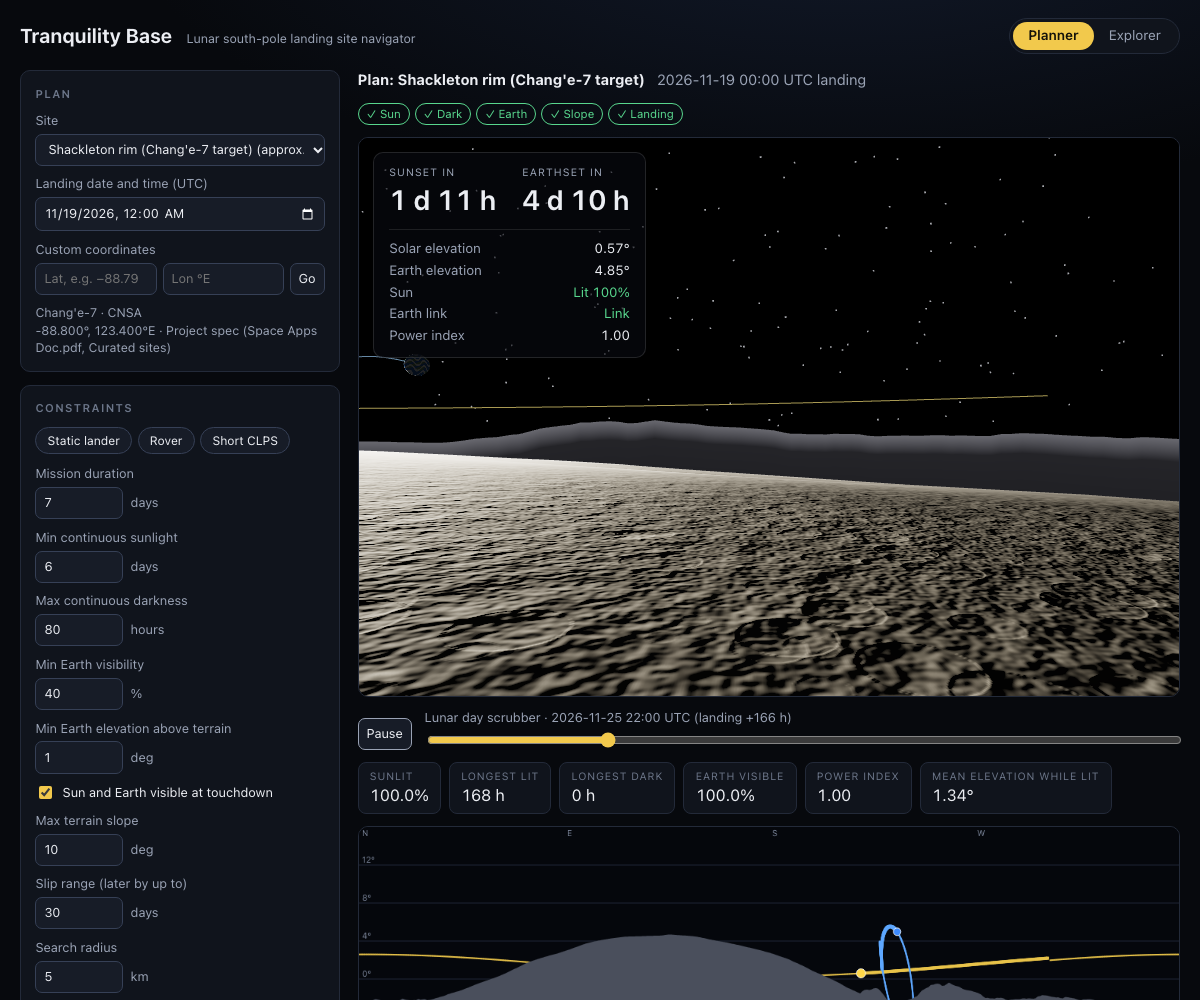 Tranquility Base Lunar south-pole landing site navigator
Planner Explorer
PLAN
Site
Shackleton rim (Chang'e-7 target) (approx.
Landing date and time (UTC)
11/19/2026, 12:00 AM
Custom coordinates
Lat, e.g. −88.79 Lon °E Go
Chang'e-7 · CNSA
-88.800°, 123.400°E · Project spec (Space Apps
Doc.pdf, Curated sites)
CONSTRAINTS
Static lander Rover Short CLPS
Mission duration
7 days
Min continuous sunlight
6 days
Max continuous darkness
80 hours
Min Earth visibility
40 %
Min Earth elevation above terrain
1 deg
Sun and Earth visible at touchdown
Max terrain slope
10 deg
Slip range (later by up to)
30 days
Search radius
5 km
Plan: Shackleton rim (Chang'e-7 target) 2026-11-19 00:00 UTC landing
✓ Sun ✓ Dark ✓ Earth ✓ Slope ✓ Landing
SUNSET IN EARTHSET IN
1 d 11 h 4 d 10 h
Solar elevation 0.57°
Earth elevation 4.85°
Sun Lit 100%
Earth link Link
Power index 1.00
Pause
Lunar day scrubber · 2026-11-25 22:00 UTC (landing +166 h)
SUNLIT
100.0%
LONGEST LIT
168 h
LONGEST DARK
0 h
EARTH VISIBLE
100.0%
POWER INDEX
1.00
MEAN ELEVATION WHILE LIT
1.34°
N E S W
12°
8°
4°
0°